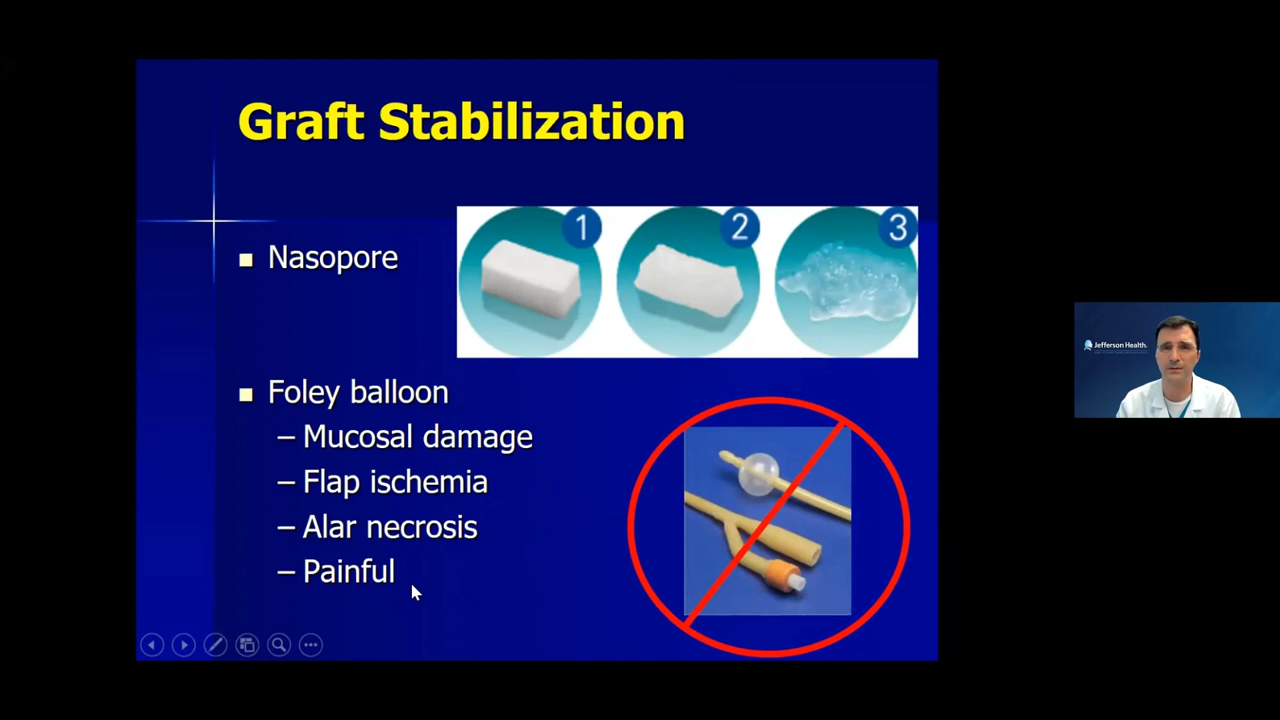 Graft Stabilization
1
2
3
Nasopore
Foley balloon
– Mucosal damage
– Flap ischemia
– Alar necrosis
– Painful
Jefferson Health.